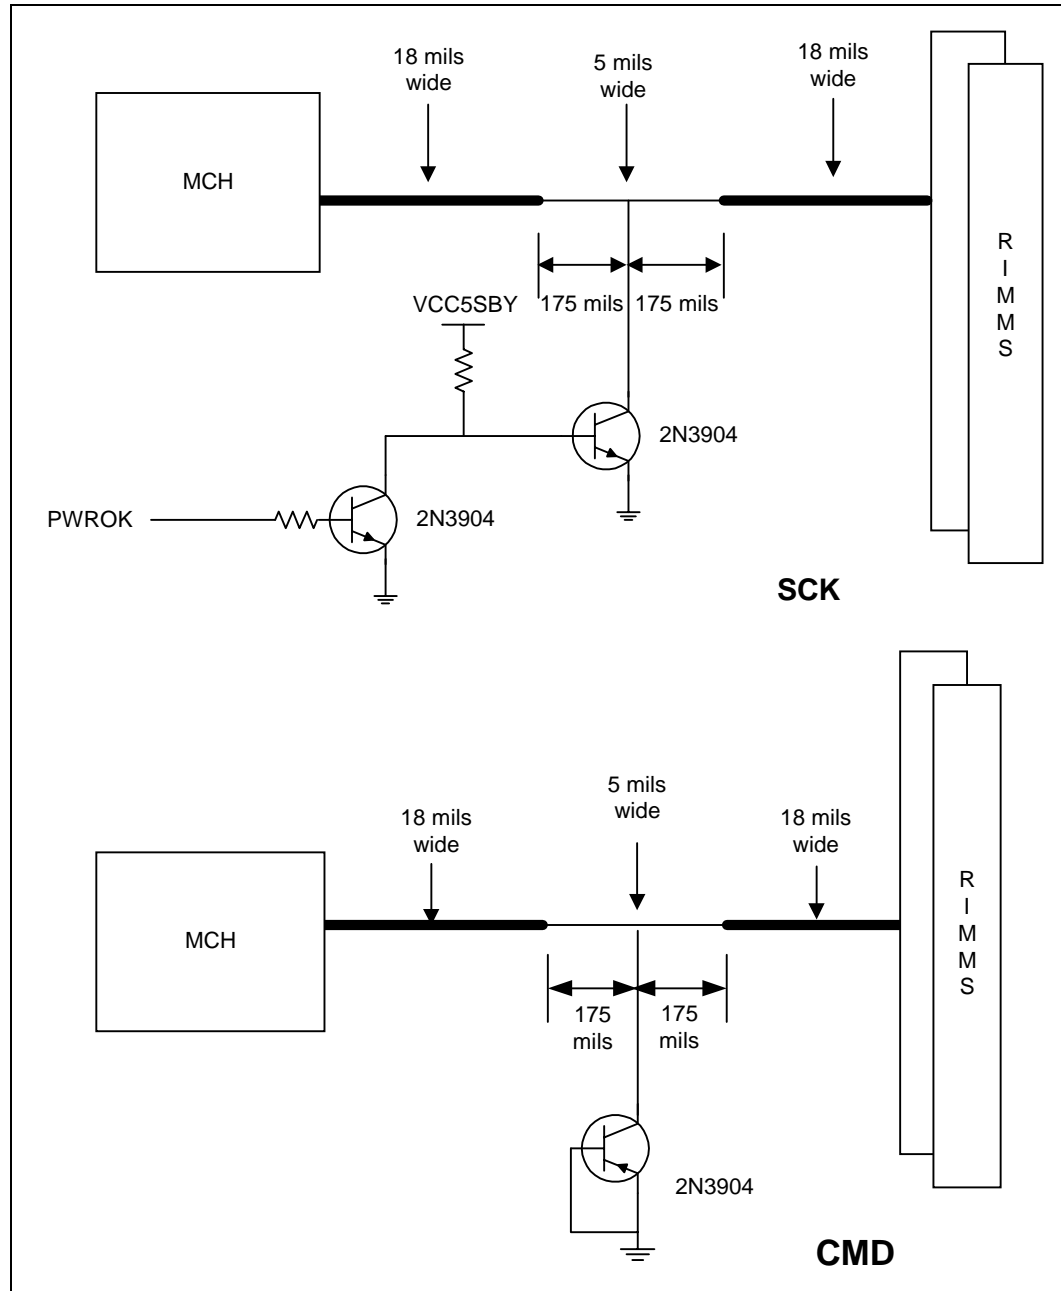 18 mils
wide
5 mils
wide
18 mils
wide
MCH
R
I
M
M
S
175 mils
175 mils
VCC5SBY
2N3904
PWROK
2N3904
SCK
18 mils
wide
5 mils
wide
18 mils
wide
MCH
R
I
M
M
S
175
mils
175
mils
2N3904
CMD